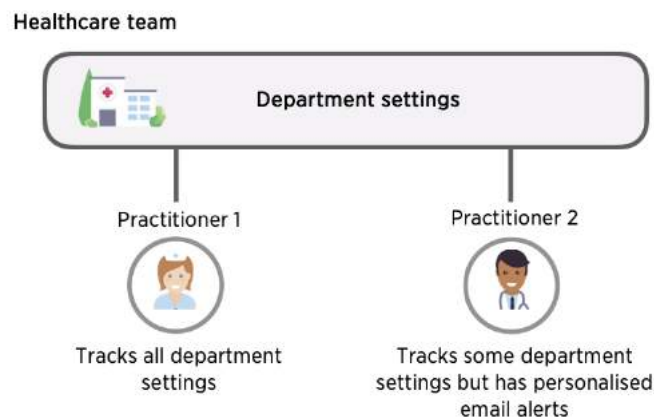 Healthcare team
Department settings
Practitioner 1
Practitioner 2
Tracks all department
settings
Tracks some department
settings but has personalised
email alerts